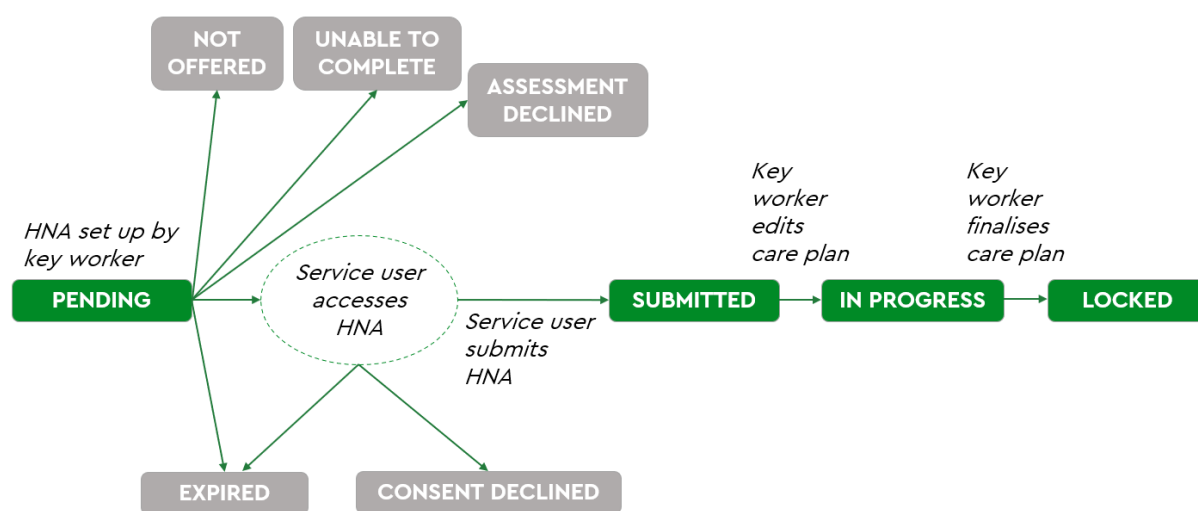 NOT
OFFERED
UNABLE TO
COMPLETE
ASSESSMENT
DECLINED
HNA set up by
key worker
PENDING
Service user
accesses
HNA
Service user
submits
HNA
SUBMITTED
Key
worker
edits
care plan
IN PROGRESS
Key
worker
finalises
care plan
LOCKED
EXPIRED
CONSENT DECLINED